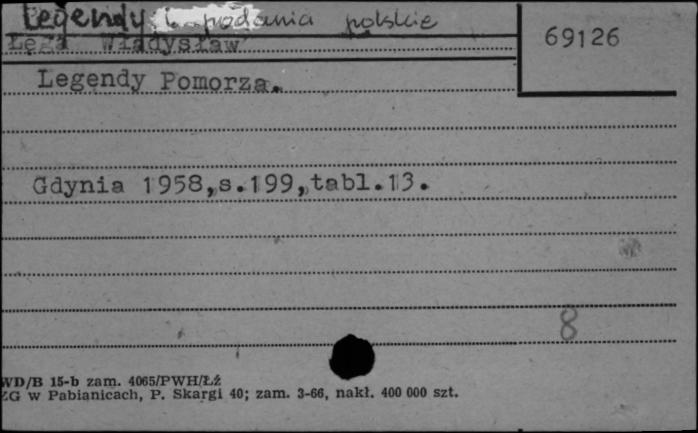 Legendy i podania polskie
Łęga Władysław
69126
Legendy Pomorza.
Gdynia 1958,s.199,tabl.13.
8
WD/B 15-b zam. 4065/PWH/Łź
ZG w Pabianicach, P. Skargi 40; zam. 3-66, nakł. 400 000 szt.